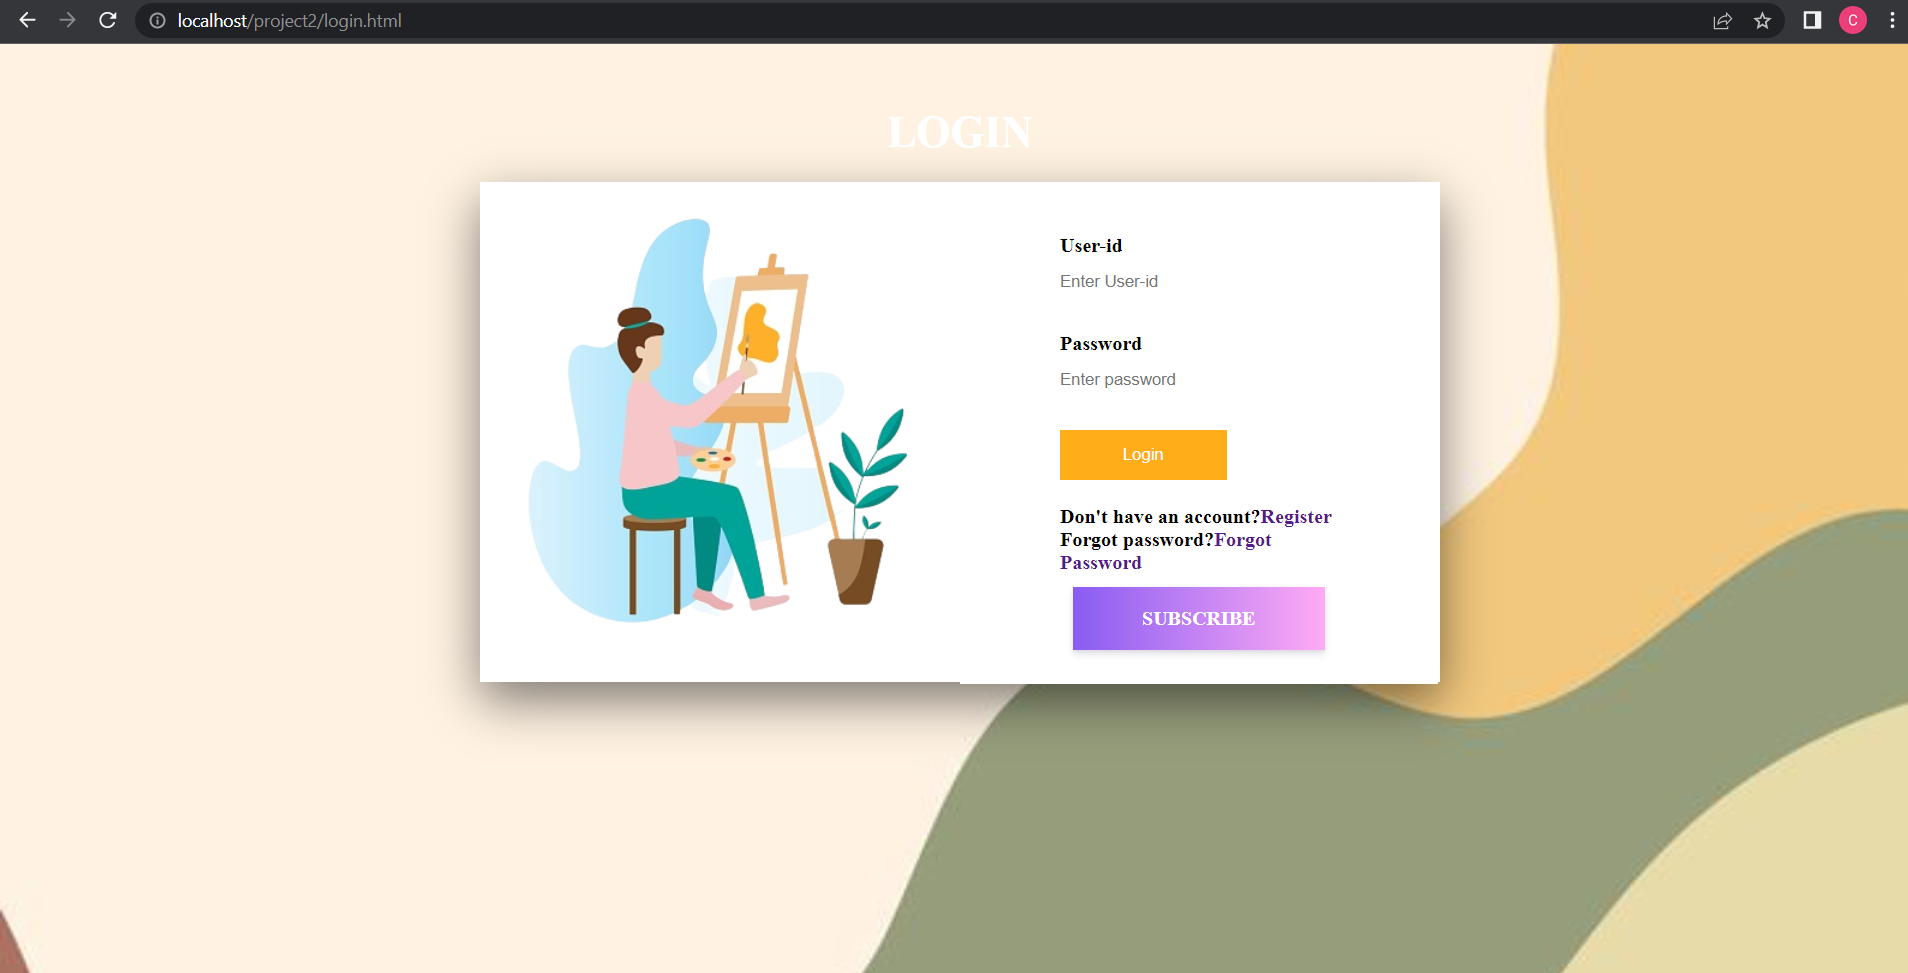 localhost/project2/login.html
C
LOGIN
User-id
Enter User-id
Password
Enter password
Login
Don't have an account?Register
Forgot password?Forgot
Password
SUBSCRIBE